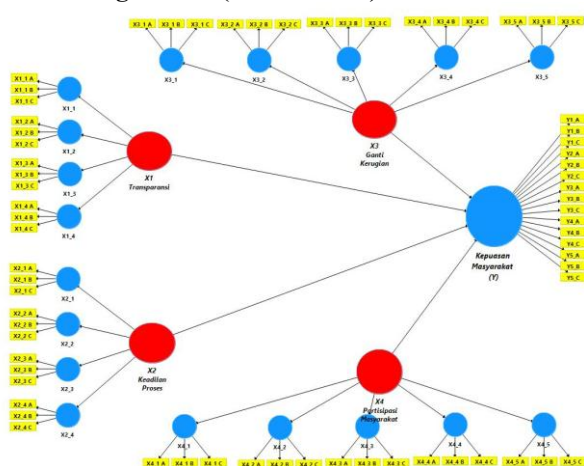 X3_1 A X3_1 B X3_1 C X3_2 A X3_2 B X3_2 C X3_3 A X3_3 B X3_3 C X3_4 A X3_4 B X3_4 C X3_5 A X3_5 B X3_5 C
X3_1 X3_2 X3_3 X3_4 X3_5
X3
Ganti
Kerugian
X1_1 A
X1_1 B
X1_1 C
X1_1
X1_2 A
X1_2 B
X1_2 C
X1_2
X1_3 A
X1_3 B
X1_3 C
X1_3
X1_4 A
X1_4 B
X1_4 C
X1_4
X1
Transparansi
Y1_A
Y1_B
Y1_C
Y2_A
Y2_B
Y2_C
Y3_A
Y3_B
Y3_C
Y4_A
Y4_B
Y4_C
Y5_A
Y5_B
Y5_C
Kepuasan
Masyarakat
(Y)
X2_1 A
X2_1 B
X2_1 C
X2_1
X2_2 A
X2_2 B
X2_2 C
X2_2
X2_3 A
X2_3 B
X2_3 C
X2_3
X2_4 A
X2_4 B
X2_4 C
X2_4
X2
Keadilan
Proses
X4
Partisipasi
Masyarakat
X4_1 X4_2 X4_3 X4_4 X4_5
X4_1 A X4_1 B X4_1 C X4_2 A X4_2 B X4_2 C X4_3 A X4_3 B X4_3 C X4_4 A X4_4 B X4_4 C X4_5 A X4_5 B X4_5 C